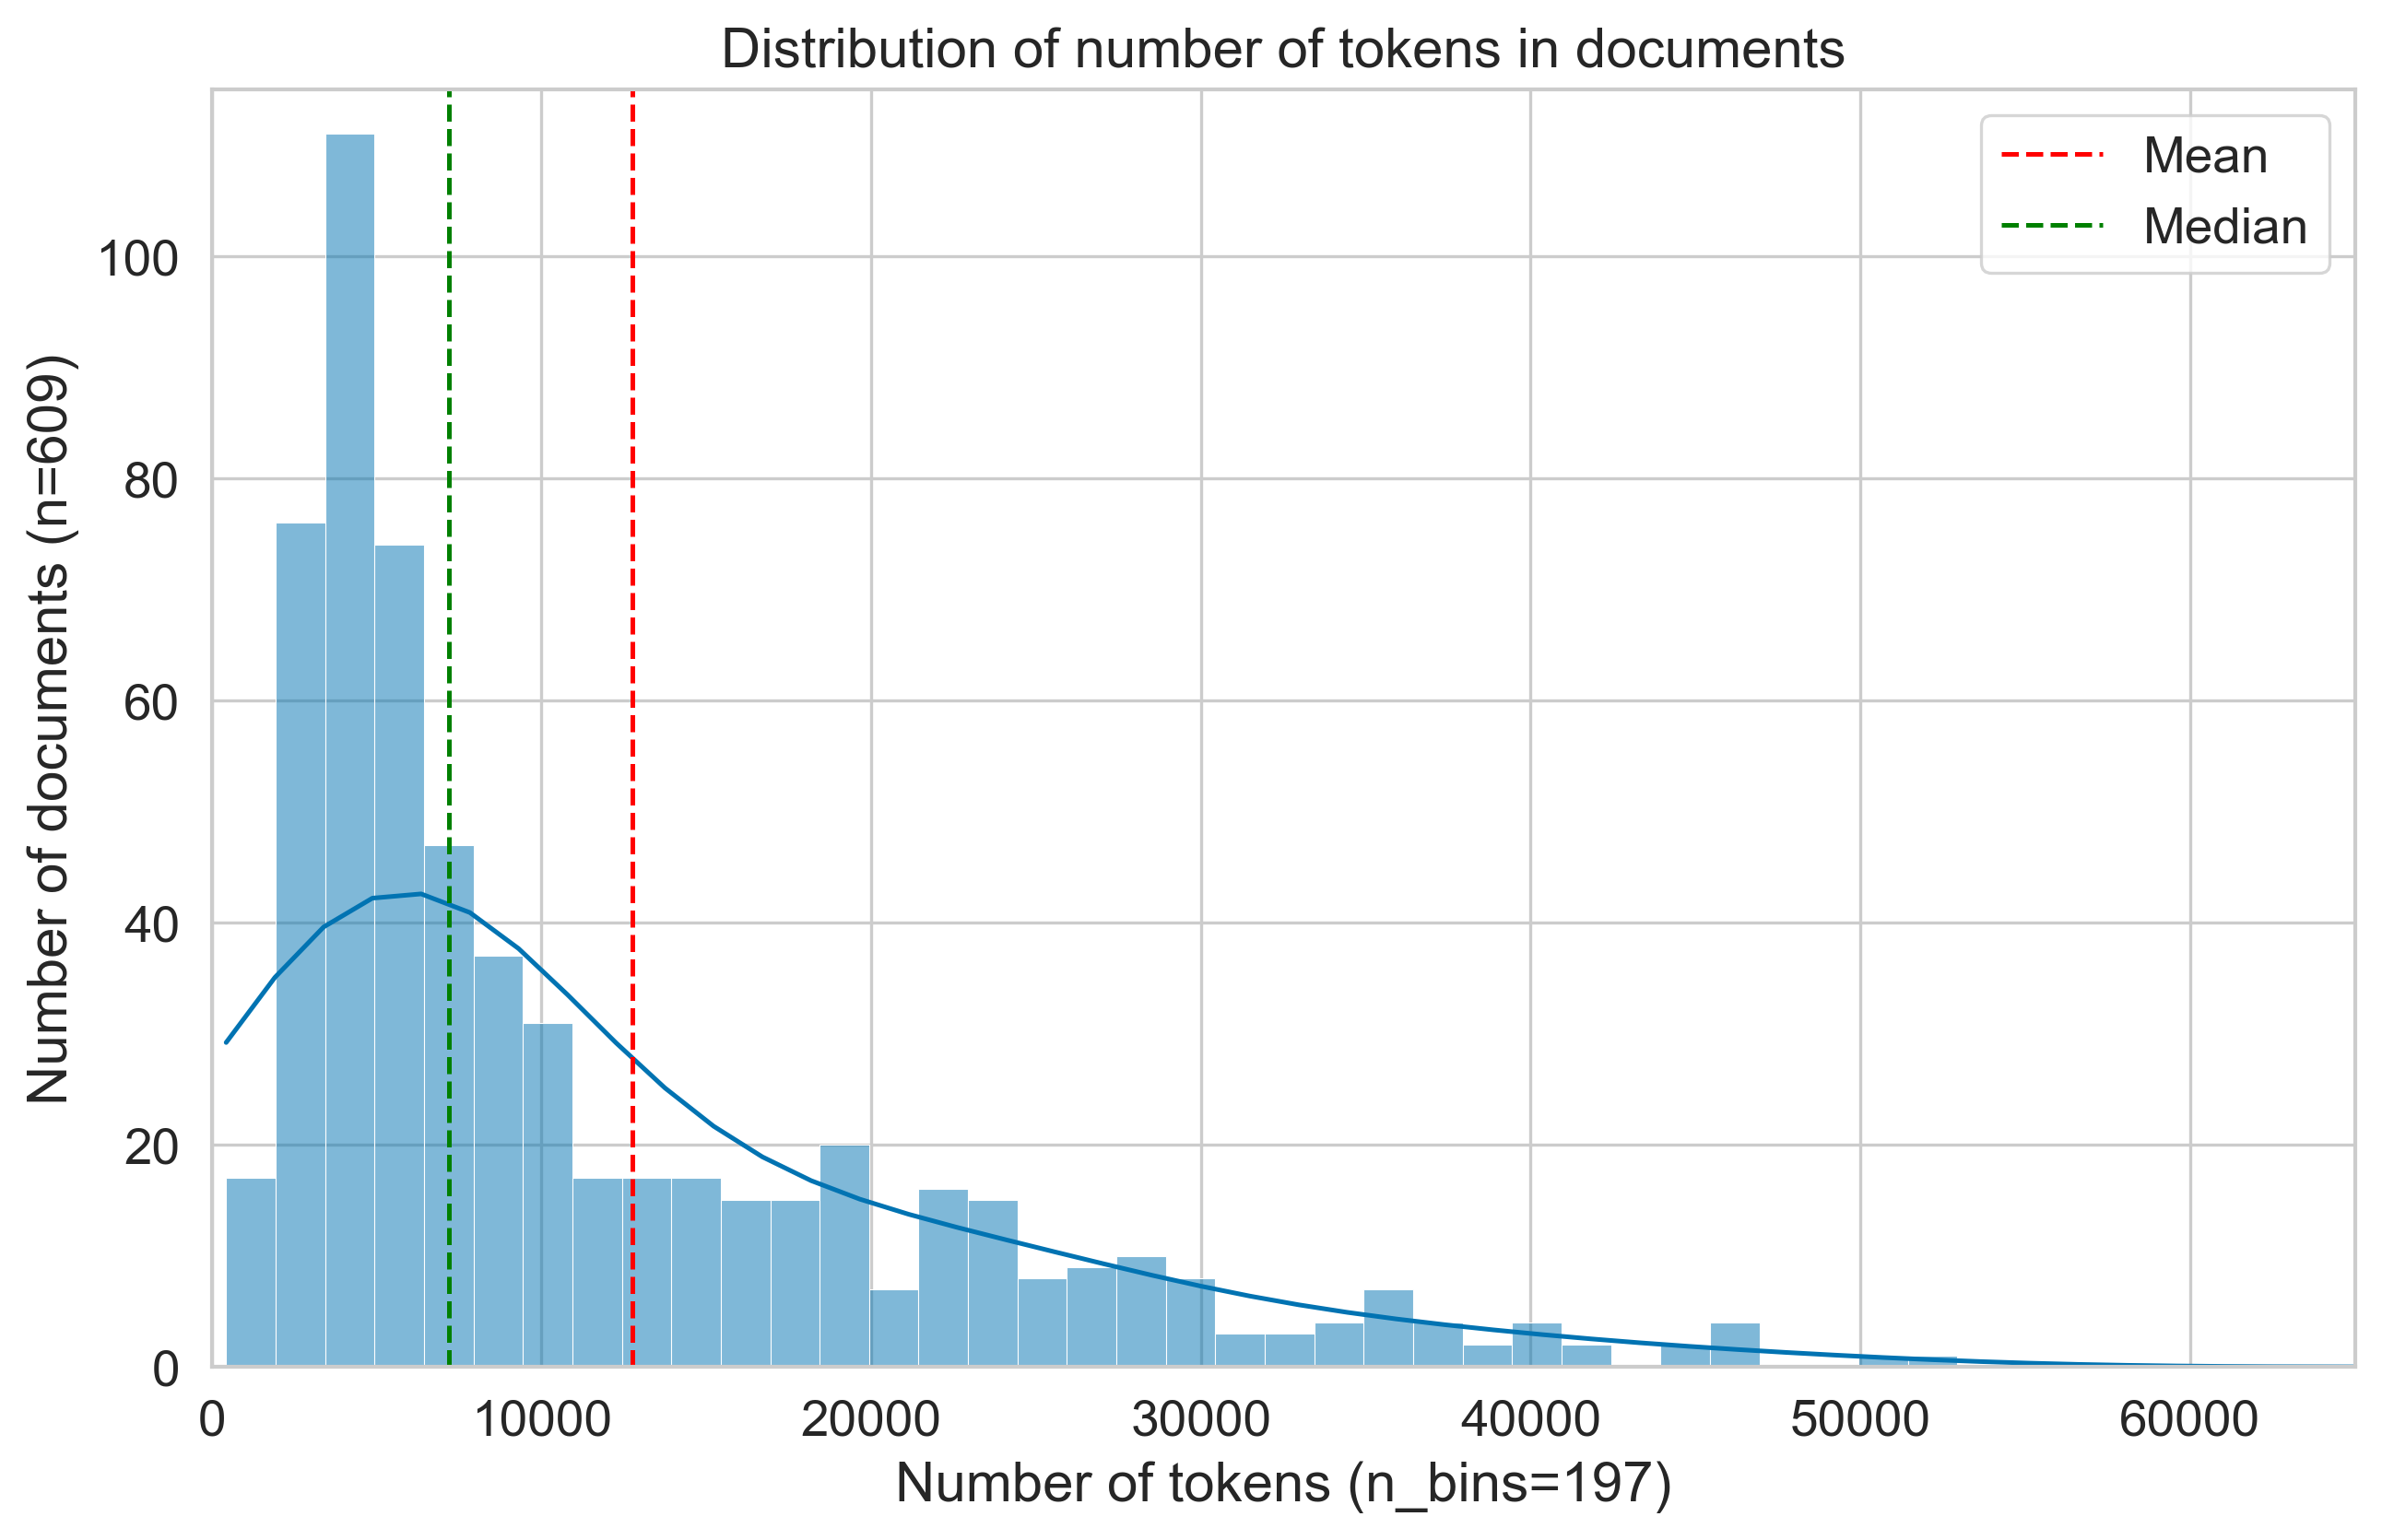 Distribution of number of tokens in documents
Mean
Median
Number of documents (n=609)
100
80
60
40
20
0
0 10000 20000 30000 40000 50000 60000
Number of tokens (n_bins=197)